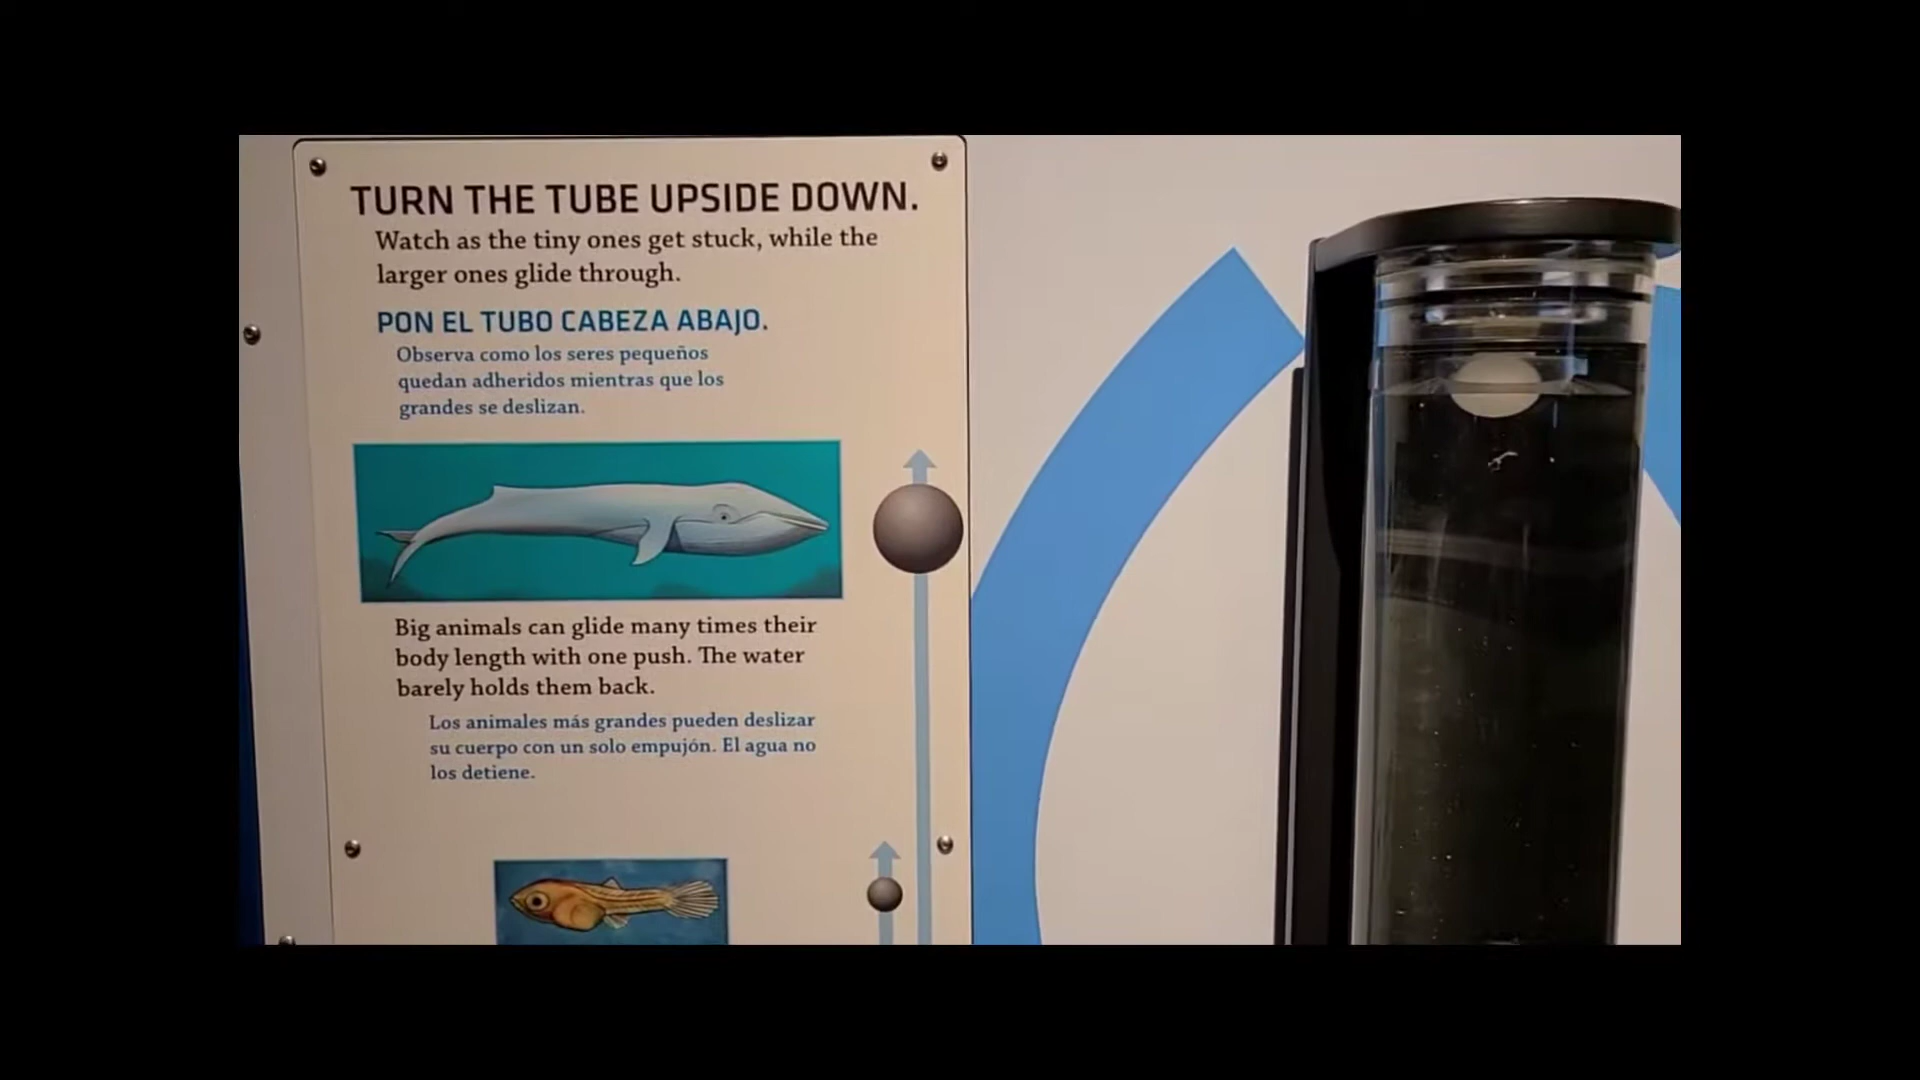 TURN THE TUBE UPSIDE DOWN.
Watch as the tiny ones get stuck, while the
larger ones glide through.
PON EL TUBO CABEZA ABAJO.
Observa como los seres pequeños
quedan adheridos mientras que los
grandes se deslizan.
Big animals can glide many times their
body length with one push. The water
barely holds them back.
Los animales más grandes pueden deslizar
su cuerpo con un solo empujón. El agua no
los detiene.